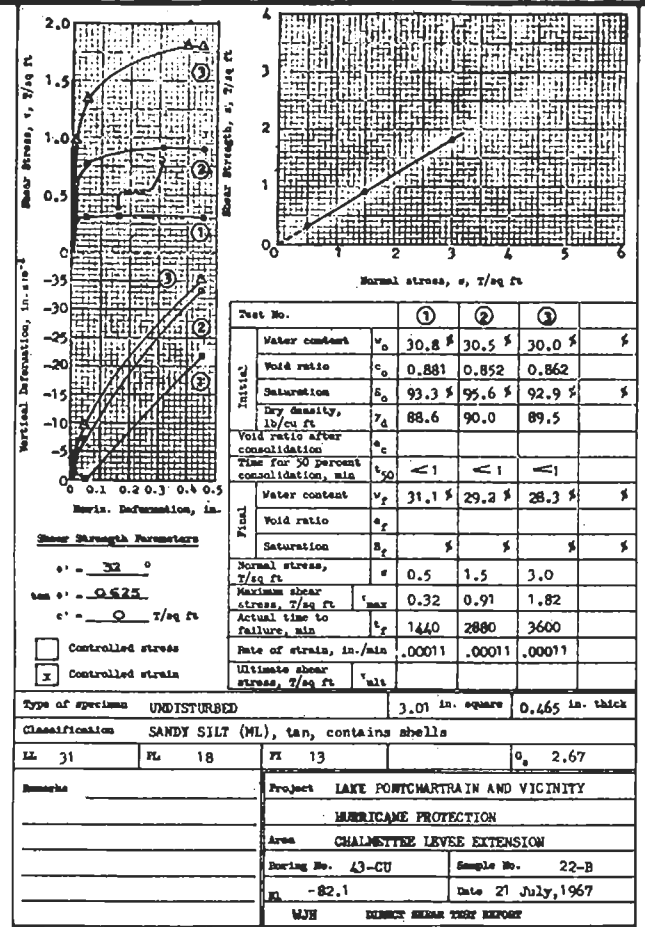 2.0
1.5
1.0
0.5
0
Shear Stress, τ, T/sq ft
③
②
①
4
3
2
1
0
Shear Strength, s, T/sq ft
0 1 2 3 4 5 6
Normal stress, σ, T/sq ft
-35
-30
-25
-20
-15
-10
-5
0
Vertical Deformation, in. x 10⁻³
③
②
①
0 0.1 0.2 0.3 0.4 0.5
Horiz. Deformation, in.
Shear Strength Parameters
φ' = 32 °
tan φ' = 0.625
c' = 0 T/sq ft
Controlled stress
x Controlled strain
Test No. ① ② ③
Initial
Water content w₀ 30.8 % 30.5 % 30.0 % %
Void ratio e₀ 0.881 0.852 0.862
Saturation S₀ 93.3 % 95.6 % 92.9 % %
Dry density, lb/cu ft γd 88.6 90.0 89.5
Void ratio after consolidation ec
Time for 50 percent consolidation, min t50 <1 <1 <1
Final
Water content wf 31.1 % 29.2 % 28.3 % %
Void ratio ef
Saturation Sf % % % %
Normal stress, T/sq ft σ 0.5 1.5 3.0
Maximum shear stress, T/sq ft τmax 0.32 0.91 1.82
Actual time to failure, min tf 1440 2880 3600
Rate of strain, in./min .00011 .00011 .00011
Ultimate shear stress, T/sq ft τult
Type of specimen UNDISTURBED 3.01 in. square 0.465 in. thick
Classification SANDY SILT (ML), tan, contains shells
LL 31 PL 18 PI 13 Gs 2.67
Remarks
Project LAKE PONTCHARTRAIN AND VICINITY
HURRICANE PROTECTION
Area CHALMETTEE LEVEE EXTENSION
Boring No. 43-CU Sample No. 22-B
El -82.1 Date 21 July,1967
WJH DIRECT SHEAR TEST REPORT